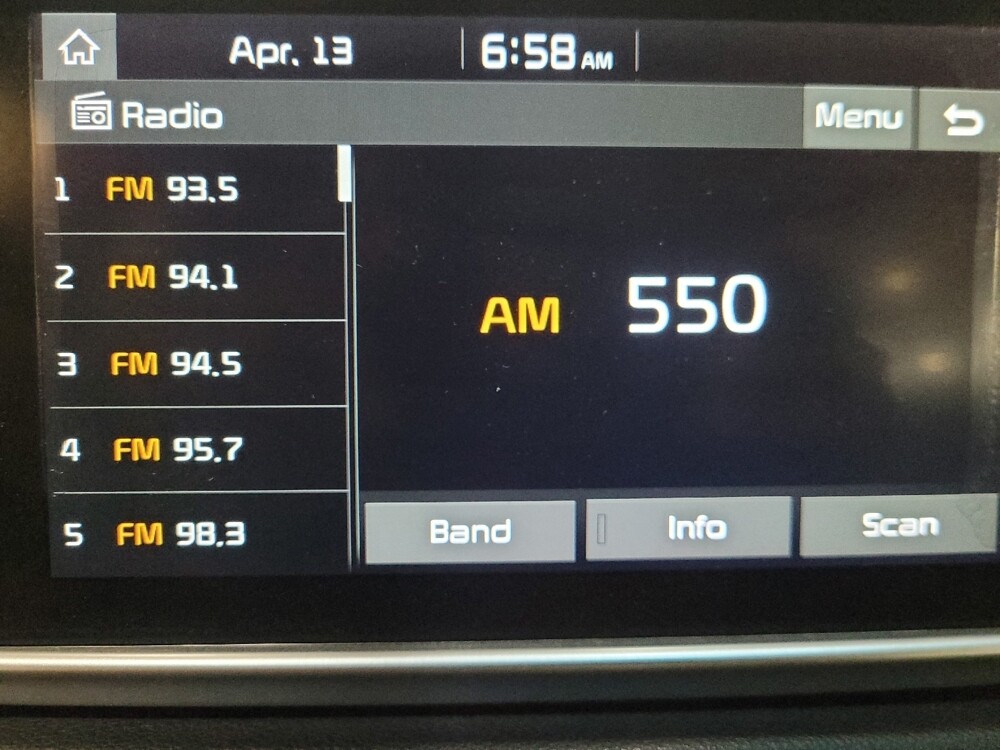 Apr. 13 6:58 AM
Radio Menu
1 FM 93.5
2 FM 94.1
3 FM 94.5
4 FM 95.7
5 FM 98.3
AM 550
Band Info Scan